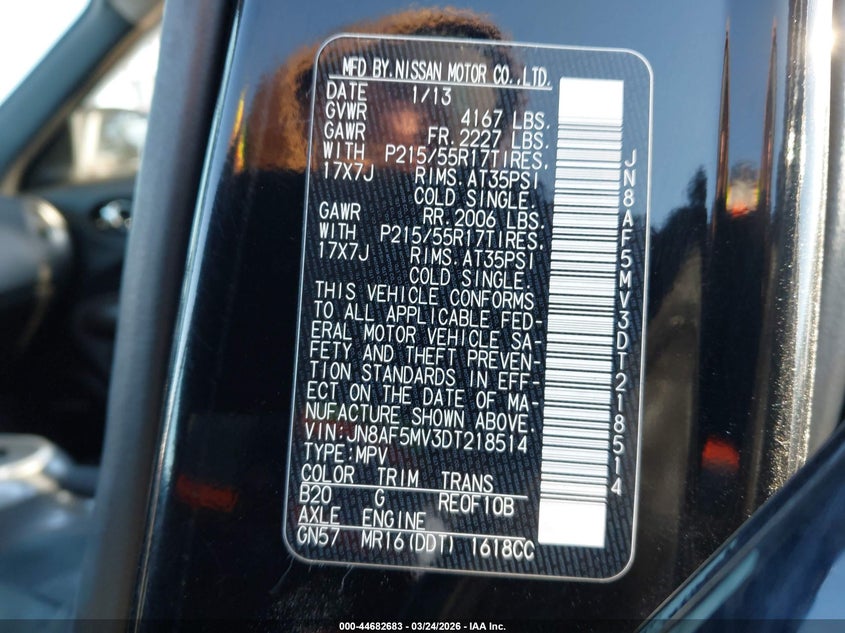 MFD BY.NISSAN MOTOR CO.,LTD.
DATE 1/13
GVWR 4167 LBS.
GAWR FR. 2227 LBS.
WITH P215/55R17TIRES,
17X7J RIMS.AT35PSI
COLD SINGLE.
GAWR RR. 2006 LBS.
WITH P215/55R17TIRES,
17X7J RIMS.AT35PSI
COLD SINGLE.
THIS VEHICLE CONFORMS
TO ALL APPLICABLE FED-
ERAL MOTOR VEHICLE SA-
FETY AND THEFT PREVEN-
TION STANDARDS IN EFF-
ECT ON THE DATE OF MA-
NUFACTURE SHOWN ABOVE.
VIN:JN8AF5MV3DT218514
TYPE:MPV
COLOR TRIM TRANS
B20 G RE0F10B
AXLE ENGINE
GN57 MR16(DDT) 1618CC
JN8AF5MV3DT218514
000-44682683 - 03/24/2026 - IAA Inc.